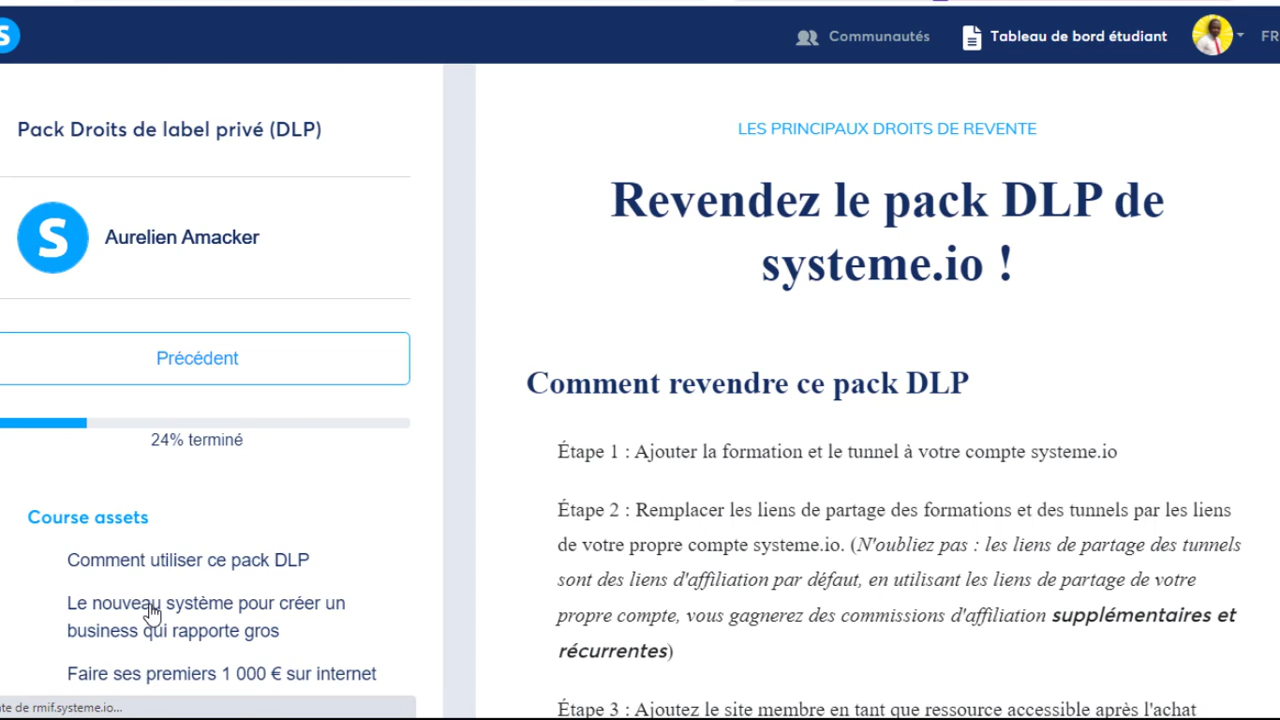 S
Communautés
Tableau de bord étudiant
FR
Pack Droits de label privé (DLP)
S
Aurelien Amacker
Précédent
24% terminé
Course assets
Comment utiliser ce pack DLP
Le nouveau système pour créer un
business qui rapporte gros
Faire ses premiers 1 000 € sur internet
te de rmif.systeme.io...
LES PRINCIPAUX DROITS DE REVENTE
Revendez le pack DLP de
systeme.io !
Comment revendre ce pack DLP
Étape 1 : Ajouter la formation et le tunnel à votre compte systeme.io
Étape 2 : Remplacer les liens de partage des formations et des tunnels par les liens
de votre propre compte systeme.io. (N'oubliez pas : les liens de partage des tunnels
sont des liens d'affiliation par défaut, en utilisant les liens de partage de votre
propre compte, vous gagnerez des commissions d'affiliation supplémentaires et
récurrentes)
Étape 3 : Ajoutez le site membre en tant que ressource accessible après l'achat